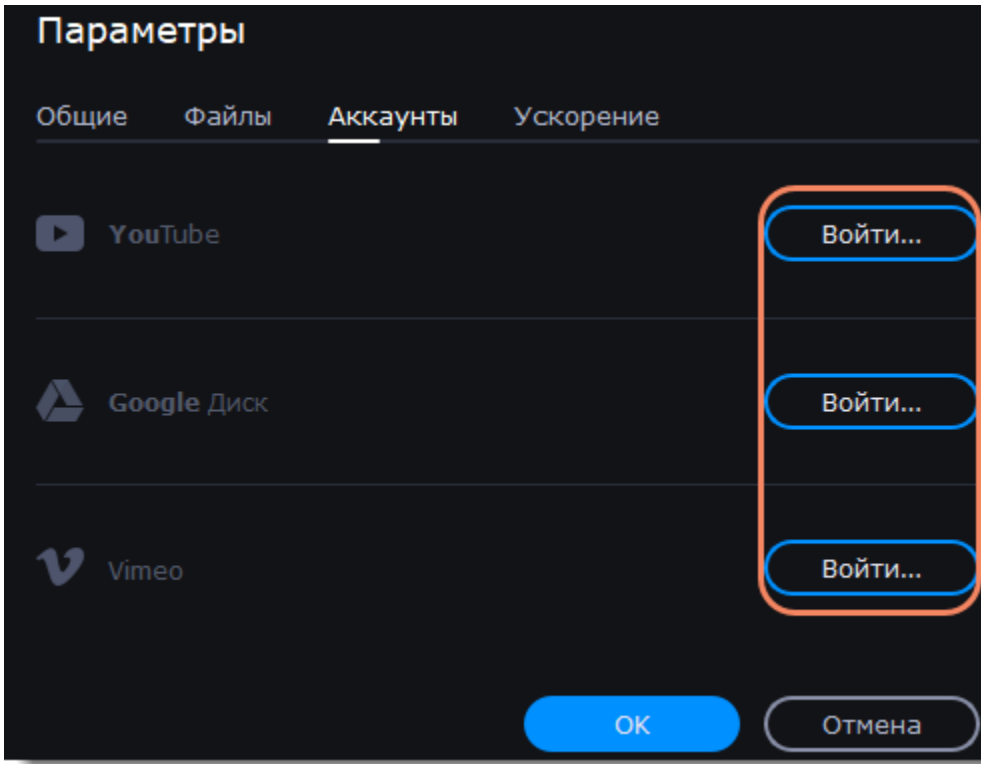 Параметры
Общие Файлы Аккаунты Ускорение
YouTube Войти...
Google Диск Войти...
Vimeo Войти...
OK Отмена